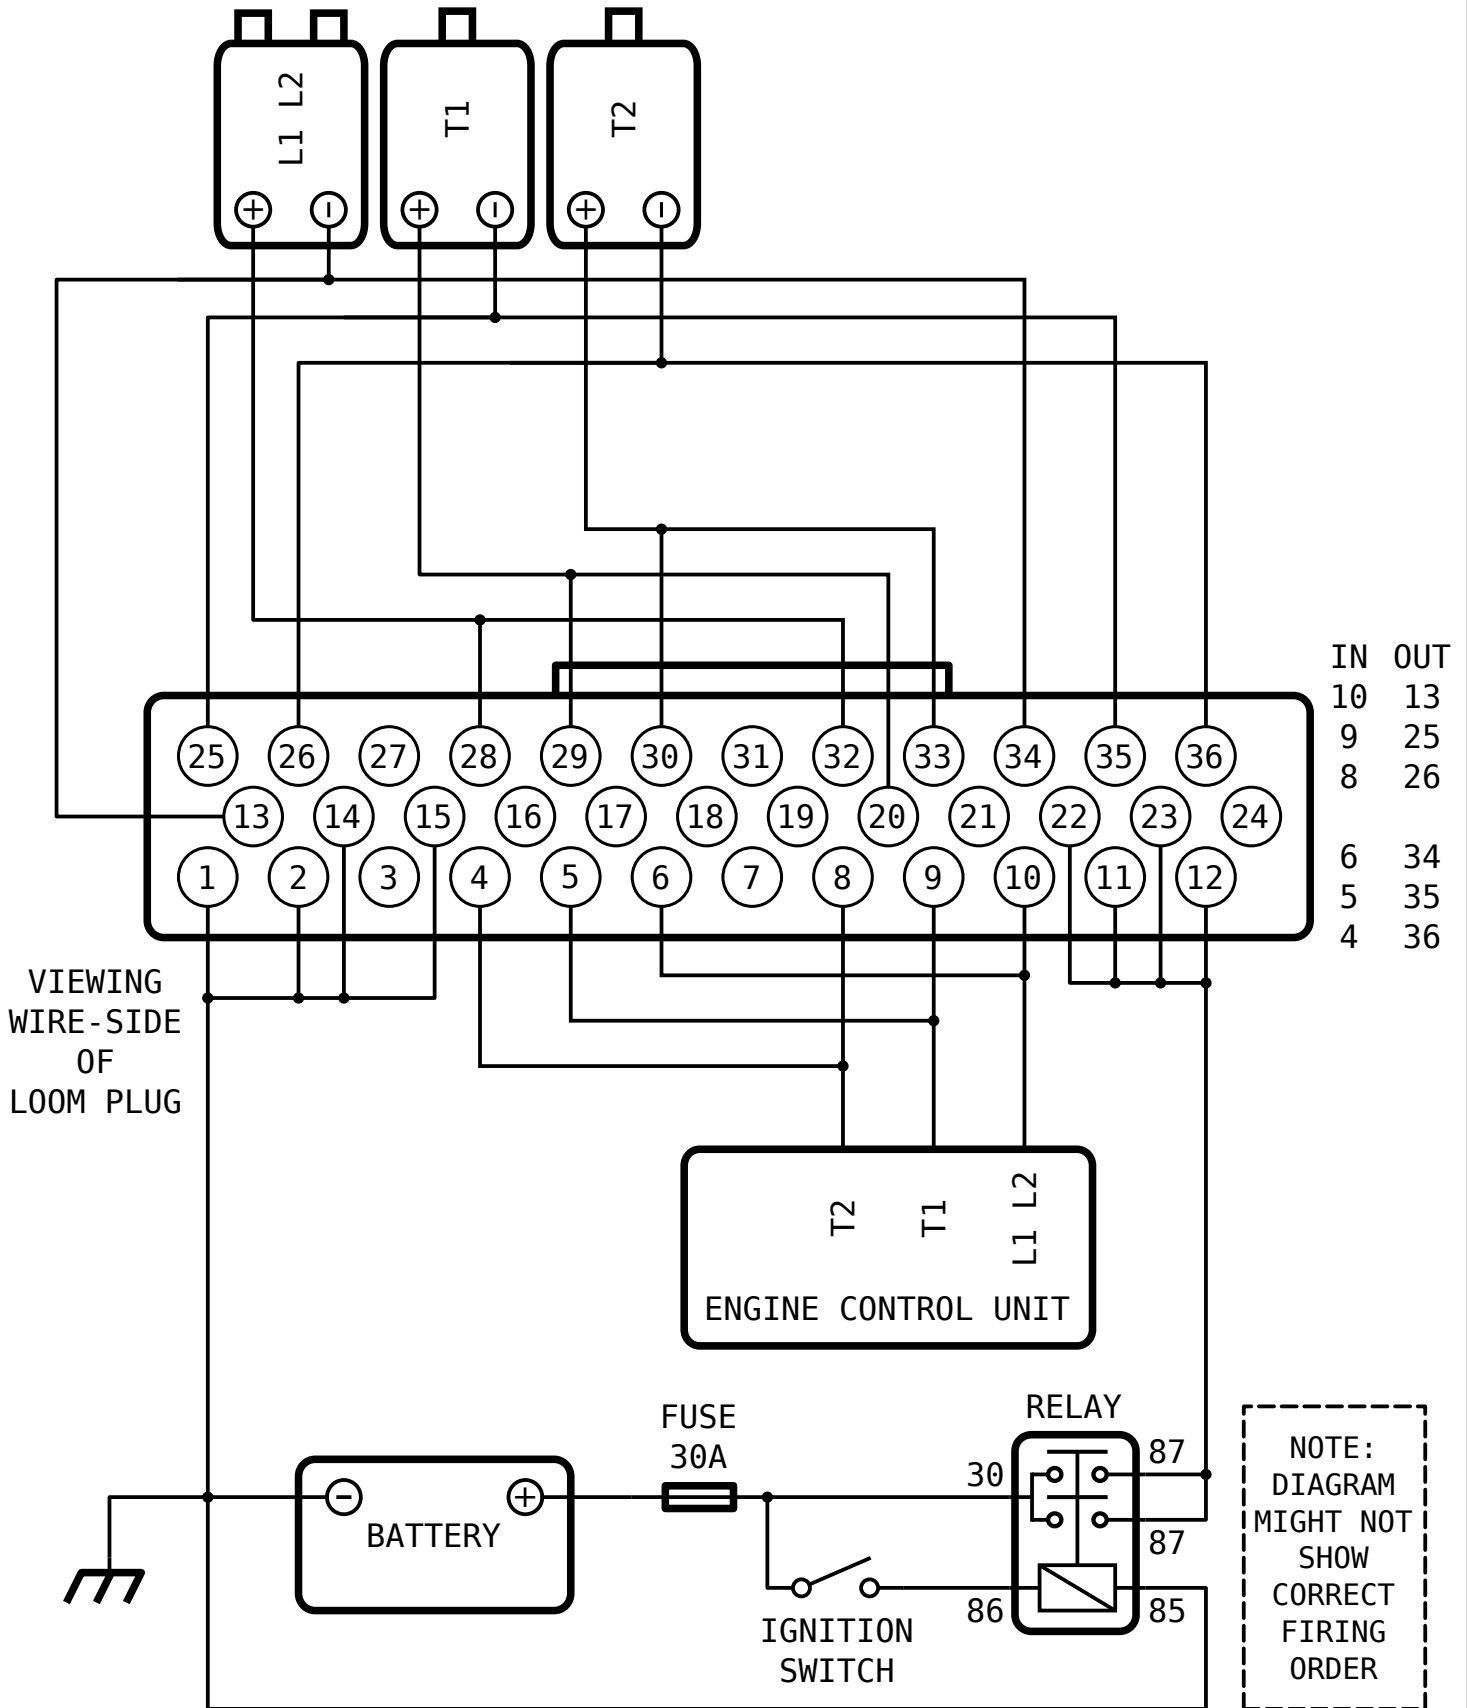 L1 L2
T1
T2
+
-
+
-
+
-
IN OUT
10 13
9 25
8 26
6 34
5 35
4 36
25 26 27 28 29 30 31 32 33 34 35 36
13 14 15 16 17 18 19 20 21 22 23 24
1 2 3 4 5 6 7 8 9 10 11 12
VIEWING
WIRE-SIDE
OF
LOOM PLUG
T2
T1
L1 L2
ENGINE CONTROL UNIT
FUSE
30A
RELAY
30
87
87
86
85
-
+
BATTERY
IGNITION
SWITCH
NOTE:
DIAGRAM
MIGHT NOT
SHOW
CORRECT
FIRING
ORDER